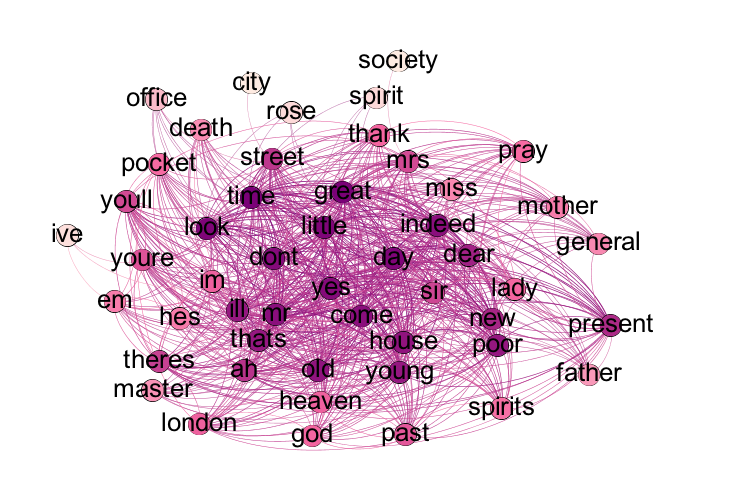 society
city
spirit
office
rose
death
thank
street
mrs
pray
pocket
time
great
miss
youll
mother
look
little
indeed
ive
general
youre
dont
day
dear
im
yes
sir
lady
em
hes
ill
mr
come
new
present
thats
house
poor
theres
ah
old
young
father
master
heaven
spirits
london
god
past